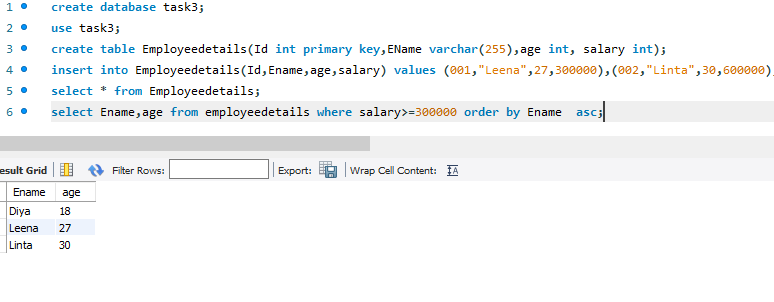 1 create database task3;
2 use task3;
3 create table Employeedetails(Id int primary key,EName varchar(255),age int, salary int);
4 insert into Employeedetails(Id,Ename,age,salary) values (001,"Leena",27,300000),(002,"Linta",30,600000)
5 select * from Employeedetails;
6 select Ename,age from employeedetails where salary>=300000 order by Ename  asc;
esult Grid Filter Rows: Export: Wrap Cell Content: IA
Ename age
Diya 18
Leena 27
Linta 30